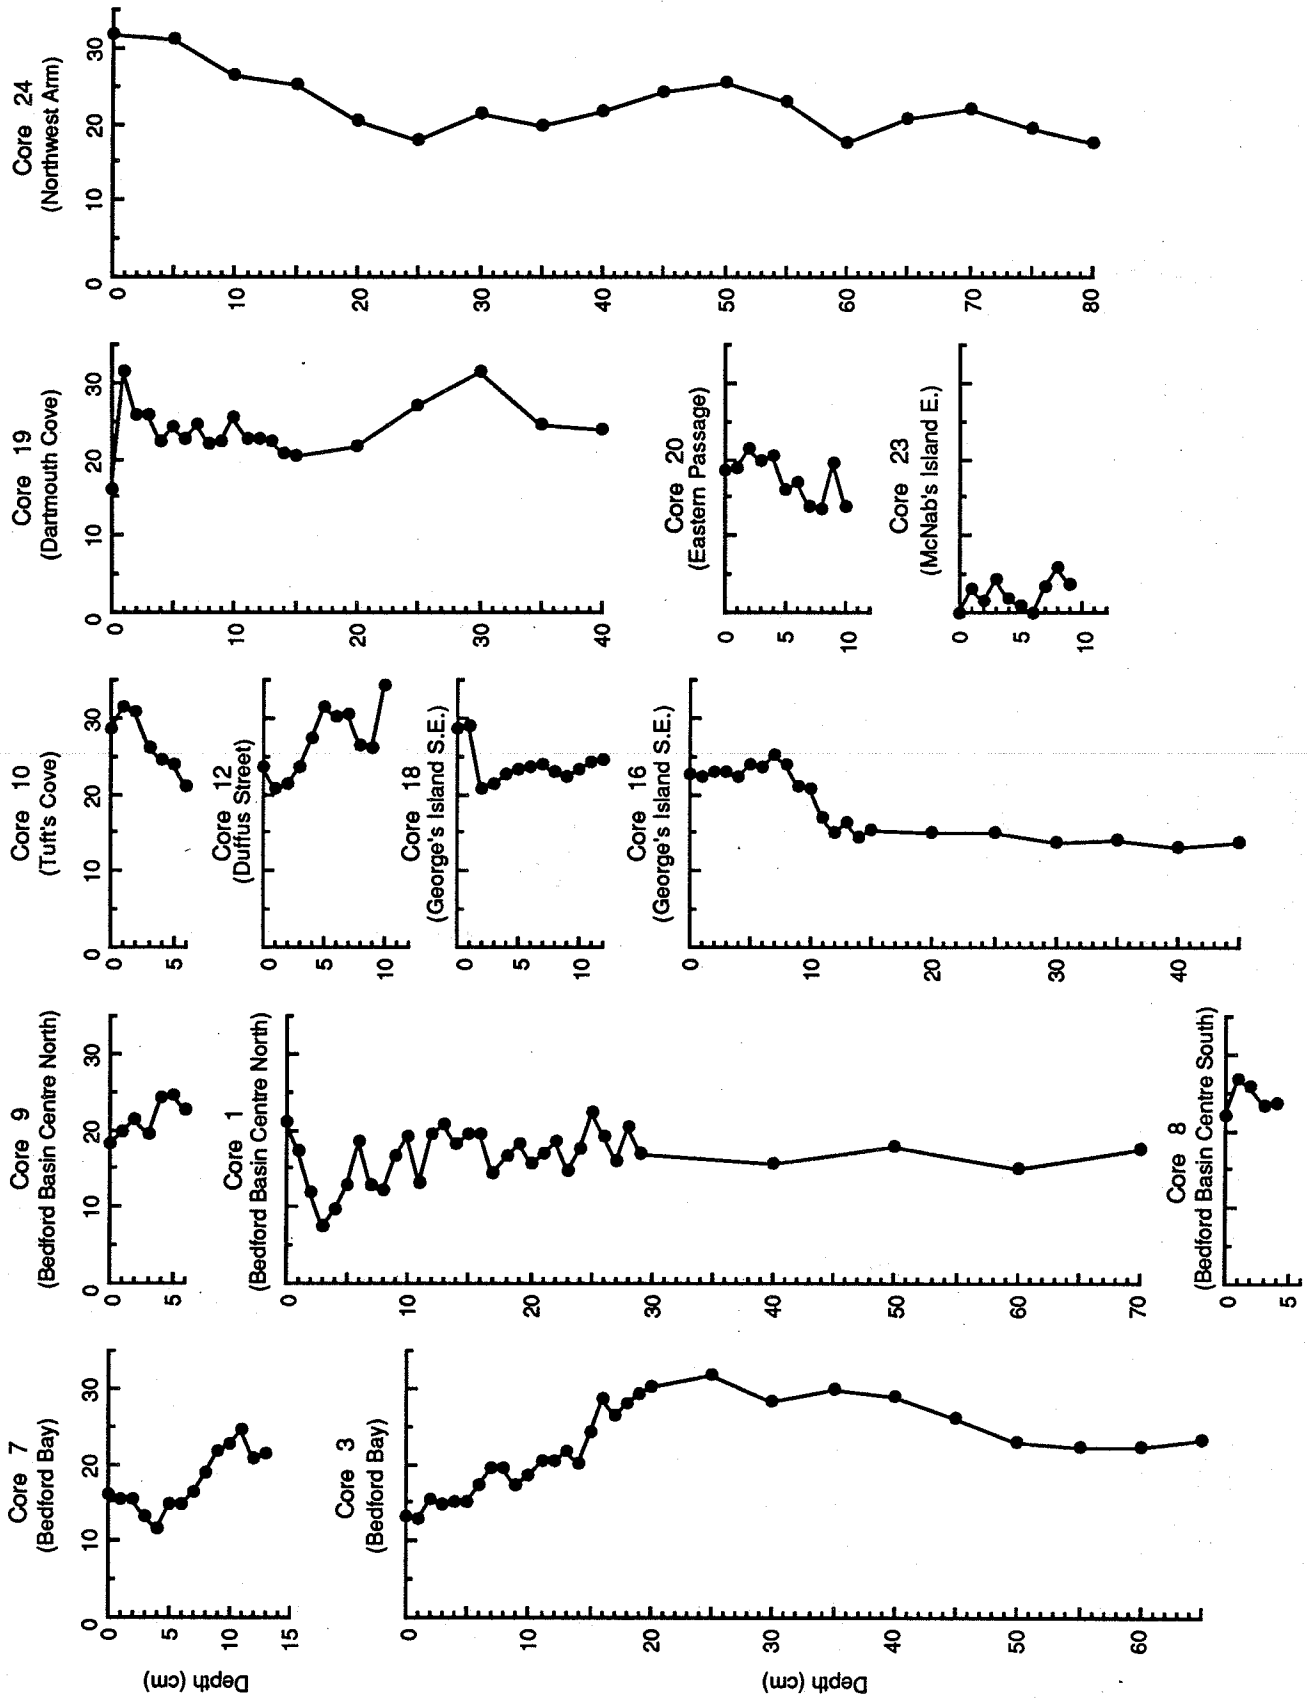 Core 7
(Bedford Bay)
0 10 20 30
0
5
10
15
Depth (cm)
Core 3
(Bedford Bay)
0
10
20
30
40
50
60
Depth (cm)
Core 9
(Bedford Basin Centre North)
0 10 20 30
0
5
Core 1
(Bedford Basin Centre North)
0
10
20
30
40
50
60
70
Core 8
(Bedford Basin Centre South)
0
5
Core 10
(Tuft's Cove)
0 10 20 30
0
5
Core 12
(Duffus Street)
0
5
10
Core 18
(George's Island S.E.)
0
5
10
Core 16
(George's Island S.E.)
0
10
20
30
40
Core 19
(Dartmouth Cove)
0 10 20 30
0
10
20
30
40
Core 20
(Eastern Passage)
0
5
10
Core 23
(McNab's Island E.)
0
5
10
Core 24
(Northwest Arm)
0 10 20 30
0
10
20
30
40
50
60
70
80